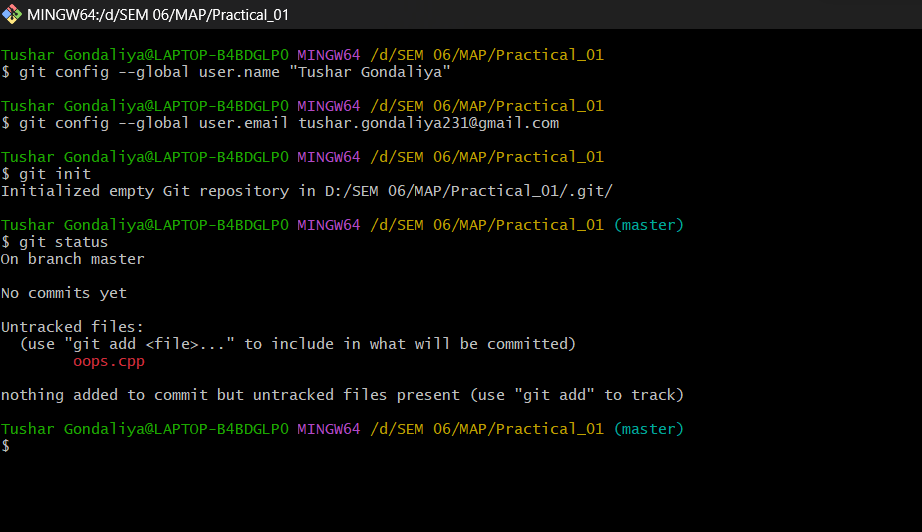 MINGW64:/d/SEM 06/MAP/Practical_01
Tushar Gondaliya@LAPTOP-B4BDGLPO MINGW64 /d/SEM 06/MAP/Practical_01
$ git config --global user.name "Tushar Gondaliya"
Tushar Gondaliya@LAPTOP-B4BDGLPO MINGW64 /d/SEM 06/MAP/Practical_01
$ git config --global user.email tushar.gondaliya231@gmail.com
Tushar Gondaliya@LAPTOP-B4BDGLPO MINGW64 /d/SEM 06/MAP/Practical_01
$ git init
Initialized empty Git repository in D:/SEM 06/MAP/Practical_01/.git/
Tushar Gondaliya@LAPTOP-B4BDGLPO MINGW64 /d/SEM 06/MAP/Practical_01 (master)
$ git status
On branch master
No commits yet
Untracked files:
  (use "git add <file>..." to include in what will be committed)
        oops.cpp
nothing added to commit but untracked files present (use "git add" to track)
Tushar Gondaliya@LAPTOP-B4BDGLPO MINGW64 /d/SEM 06/MAP/Practical_01 (master)
$